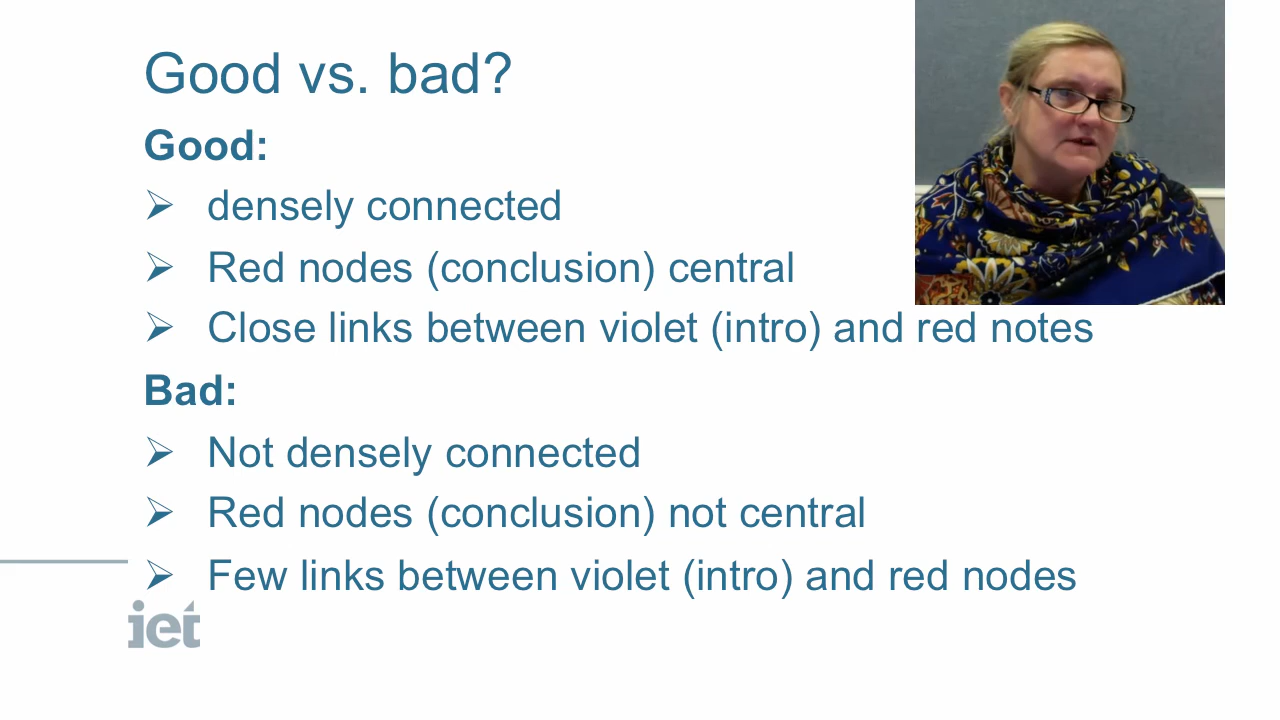 Good vs. bad?
Good:
➢ densely connected
➢ Red nodes (conclusion) central
➢ Close links between violet (intro) and red notes
Bad:
➢ Not densely connected
➢ Red nodes (conclusion) not central
➢ Few links between violet (intro) and red nodes
iet